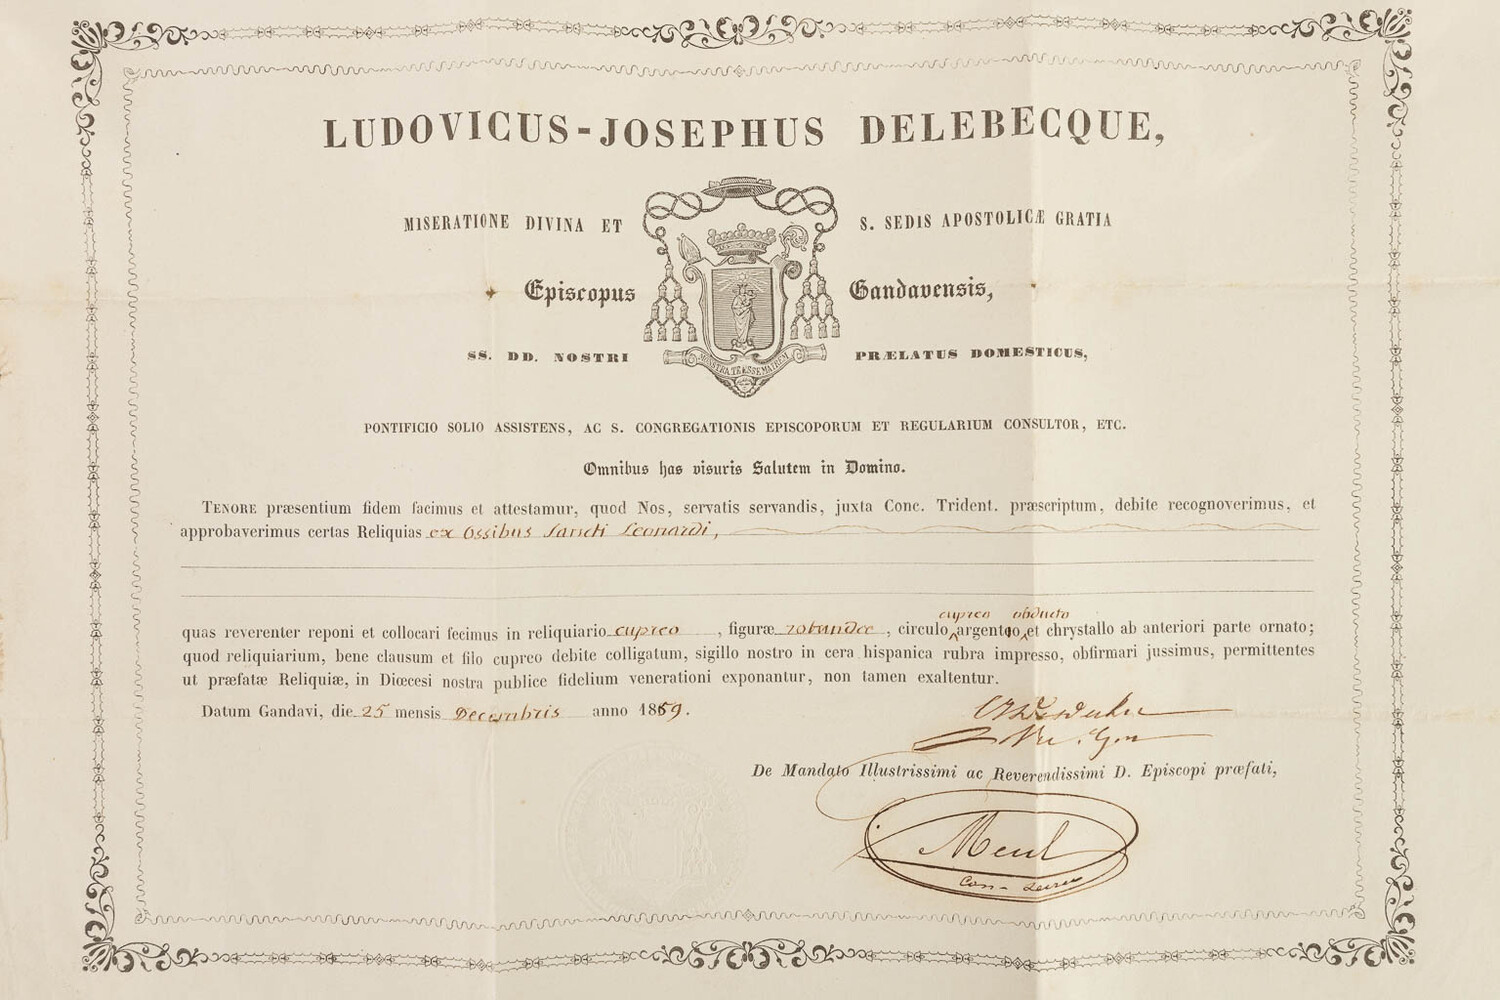 LUDOVICUS-JOSEPHUS DELEBECQUE,
MISERATIONE DIVINA ET S. SEDIS APOSTOLICÆ GRATIA
Episcopus Gandavensis,
SS. DD. NOSTRI PRÆLATUS DOMESTICUS,
MONSTRA TE ESSE MATREM
PONTIFICIO SOLIO ASSISTENS, AC S. CONGREGATIONIS EPISCOPORUM ET REGULARIUM CONSULTOR, ETC.
Omnibus has visuris Salutem in Domino.
TENORE præsentium fidem facimus et attestamur, quod Nos, servatis servandis, juxta Conc. Trident. præscriptum, debite recognoverimus, et
approbaverimus certas Reliquias ex Ossibus Sancti Leonardi,
cupreo obducto
quas reverenter reponi et collocari fecimus in reliquiario cupreo, figuræ rotundæ, circulo argenteo et chrystallo ab anteriori parte ornato;
quod reliquiarium, bene clausum et filo cupreo debite colligatum, sigillo nostro in cera hispanica rubra impresso, obfirmari jussimus, permittentes
ut præfatæ Reliquiæ, in Diœcesi nostra publice fidelium venerationi exponantur, non tamen exaltentur.
Datum Gandavi, die 25 mensis Decembris anno 1859.
Vic. Gen
De Mandato Illustrissimi ac Reverendissimi D. Episcopi præfati,